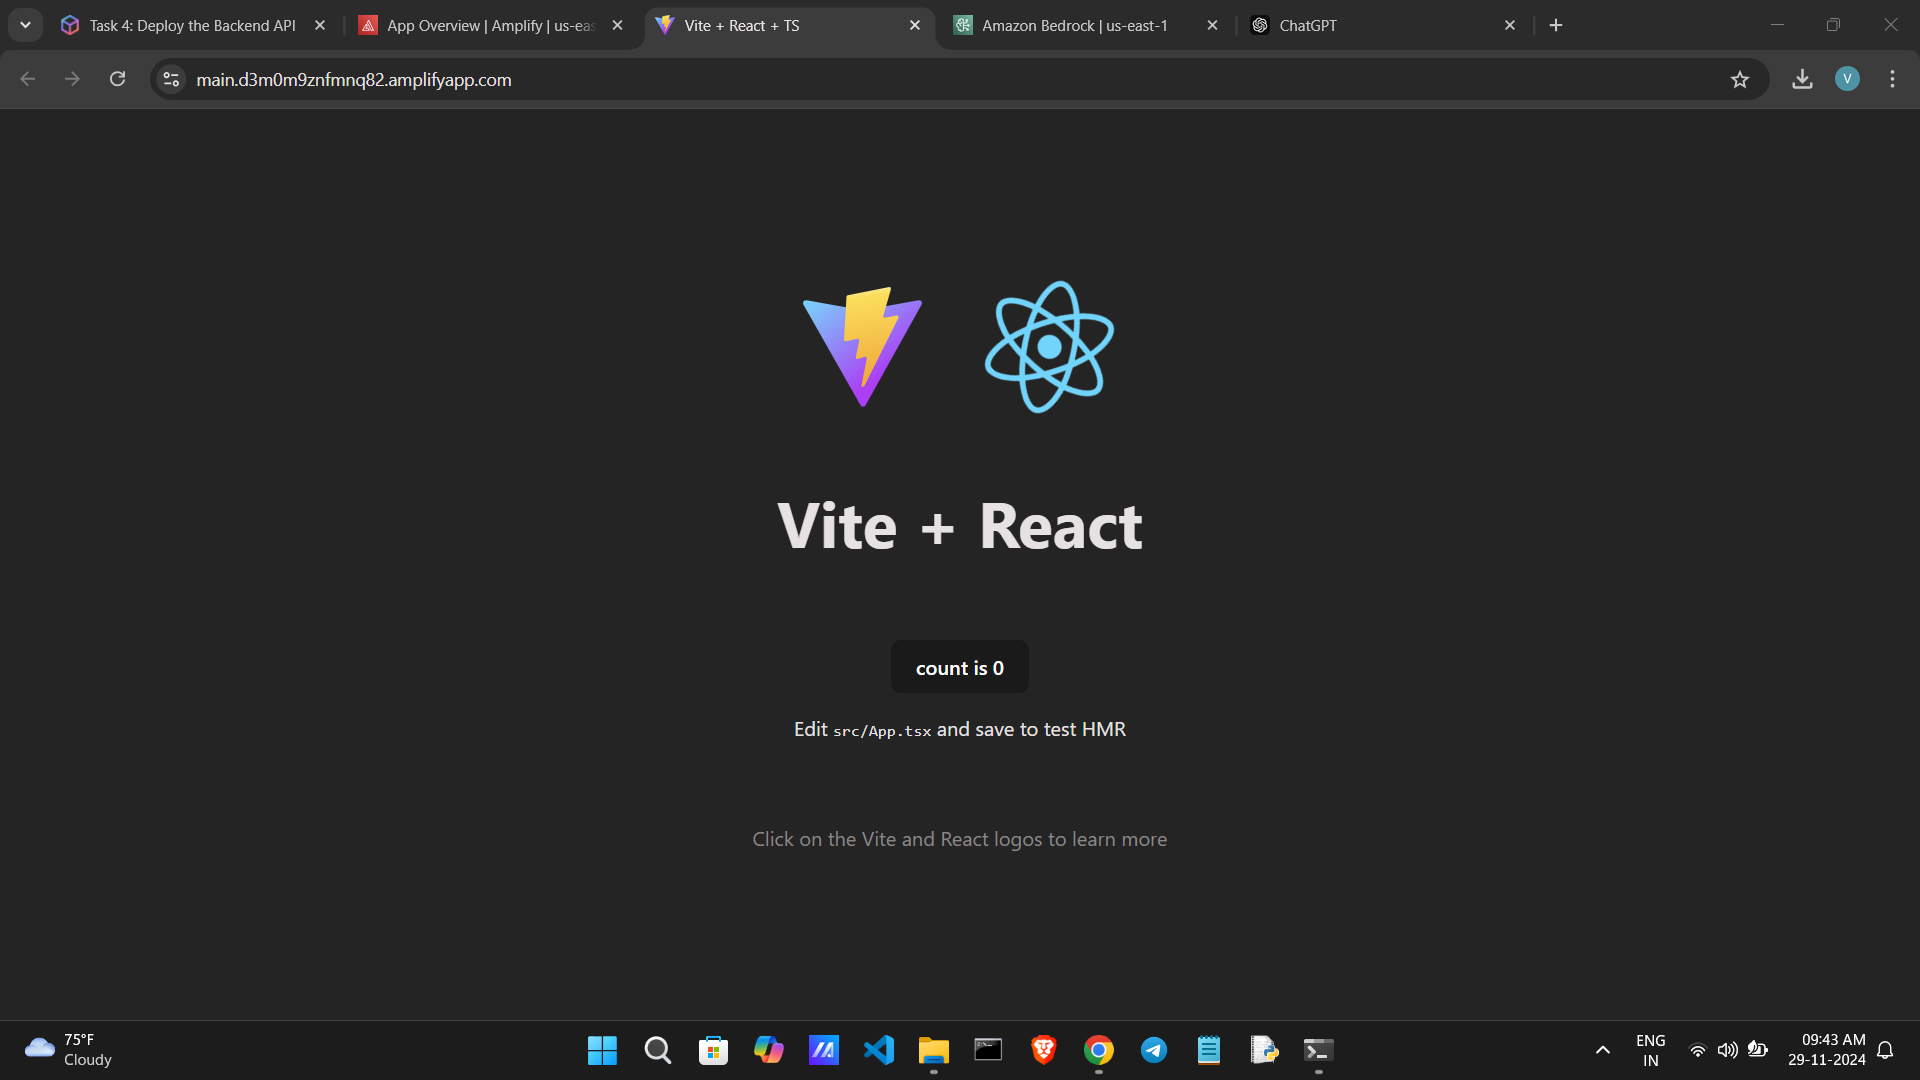 Task 4: Deploy the Backend API
App Overview | Amplify | us-eas
Vite + React + TS
Amazon Bedrock | us-east-1
ChatGPT
main.d3m0m9znfmnq82.amplifyapp.com
V
Vite + React
count is 0
Edit src/App.tsx and save to test HMR
Click on the Vite and React logos to learn more
75°F
Cloudy
ENG
IN
09:43 AM
29-11-2024